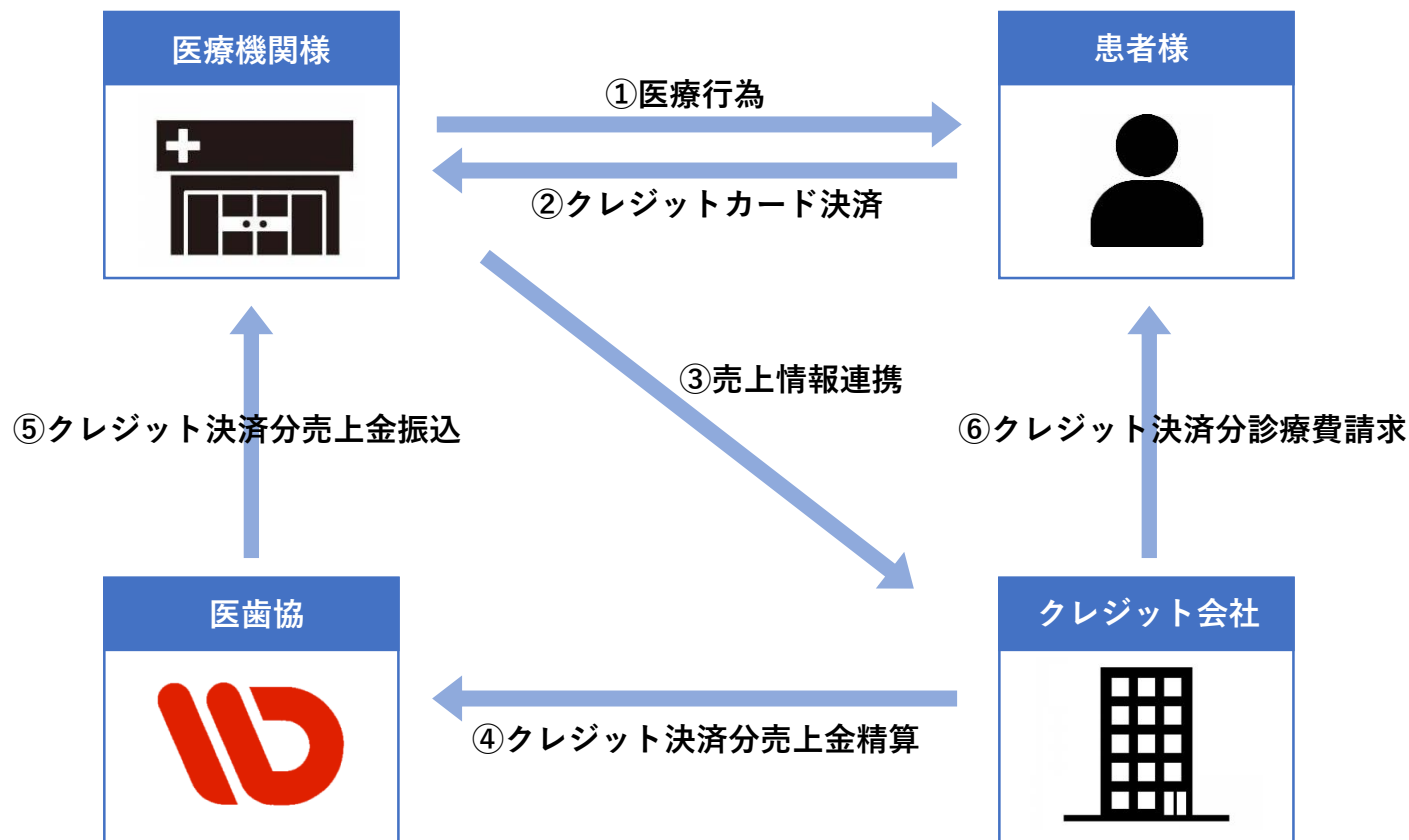 医療機関様
患者様
①医療行為
②クレジットカード決済
③売上情報連携
⑤クレジット決済分売上金振込
⑥クレジット決済分診療費請求
医歯協
クレジット会社
④クレジット決済分売上金精算